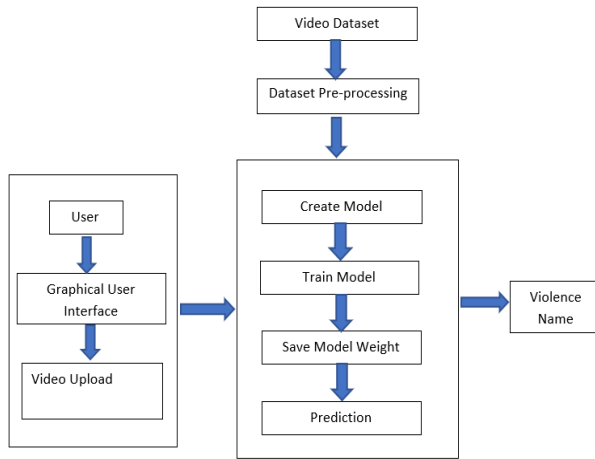 Video Dataset
Dataset Pre-processing
User
Graphical User
Interface
Video Upload
Create Model
Train Model
Save Model Weight
Prediction
Violence
Name